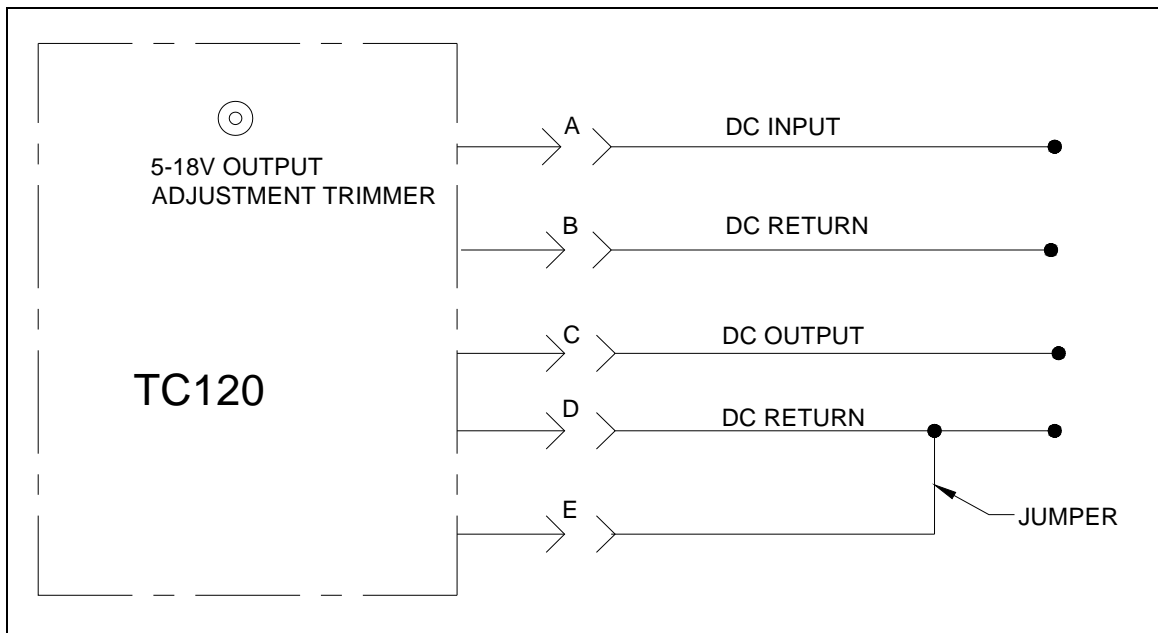 A
DC INPUT
5-18V OUTPUT
ADJUSTMENT TRIMMER
B
DC RETURN
C
DC OUTPUT
TC120
D
DC RETURN
E
JUMPER